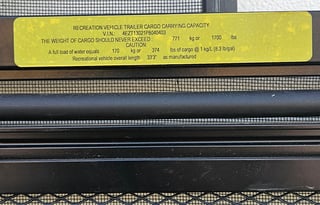 RECREATION VEHICLE TRAILER CARGO CARRYING CAPACITY
V.I.N.: 4EZT13021P6040403
THE WEIGHT OF CARGO SHOULD NEVER EXCEED: 771 kg or 1700 lbs
CAUTION:
A full load of water equals 170 kg or 374 lbs of cargo @ 1 kg/L (8.3 lb/gal)
Recreational vehicle overall length 33'3" as manufactured